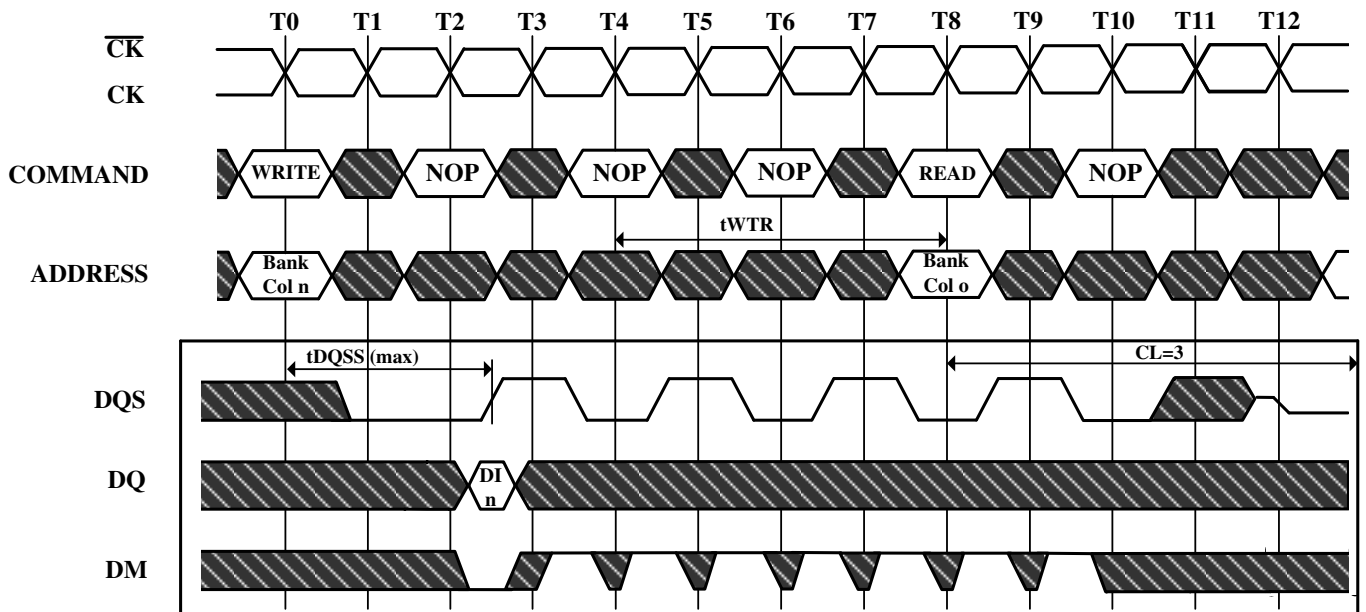 T0 T1 T2 T3 T4 T5 T6 T7 T8 T9 T10 T11 T12
CK
CK
COMMAND WRITE NOP NOP NOP READ NOP
tWTR
ADDRESS Bank Col n Bank Col o
tDQSS (max) CL=3
DQS
DQ DI n
DM